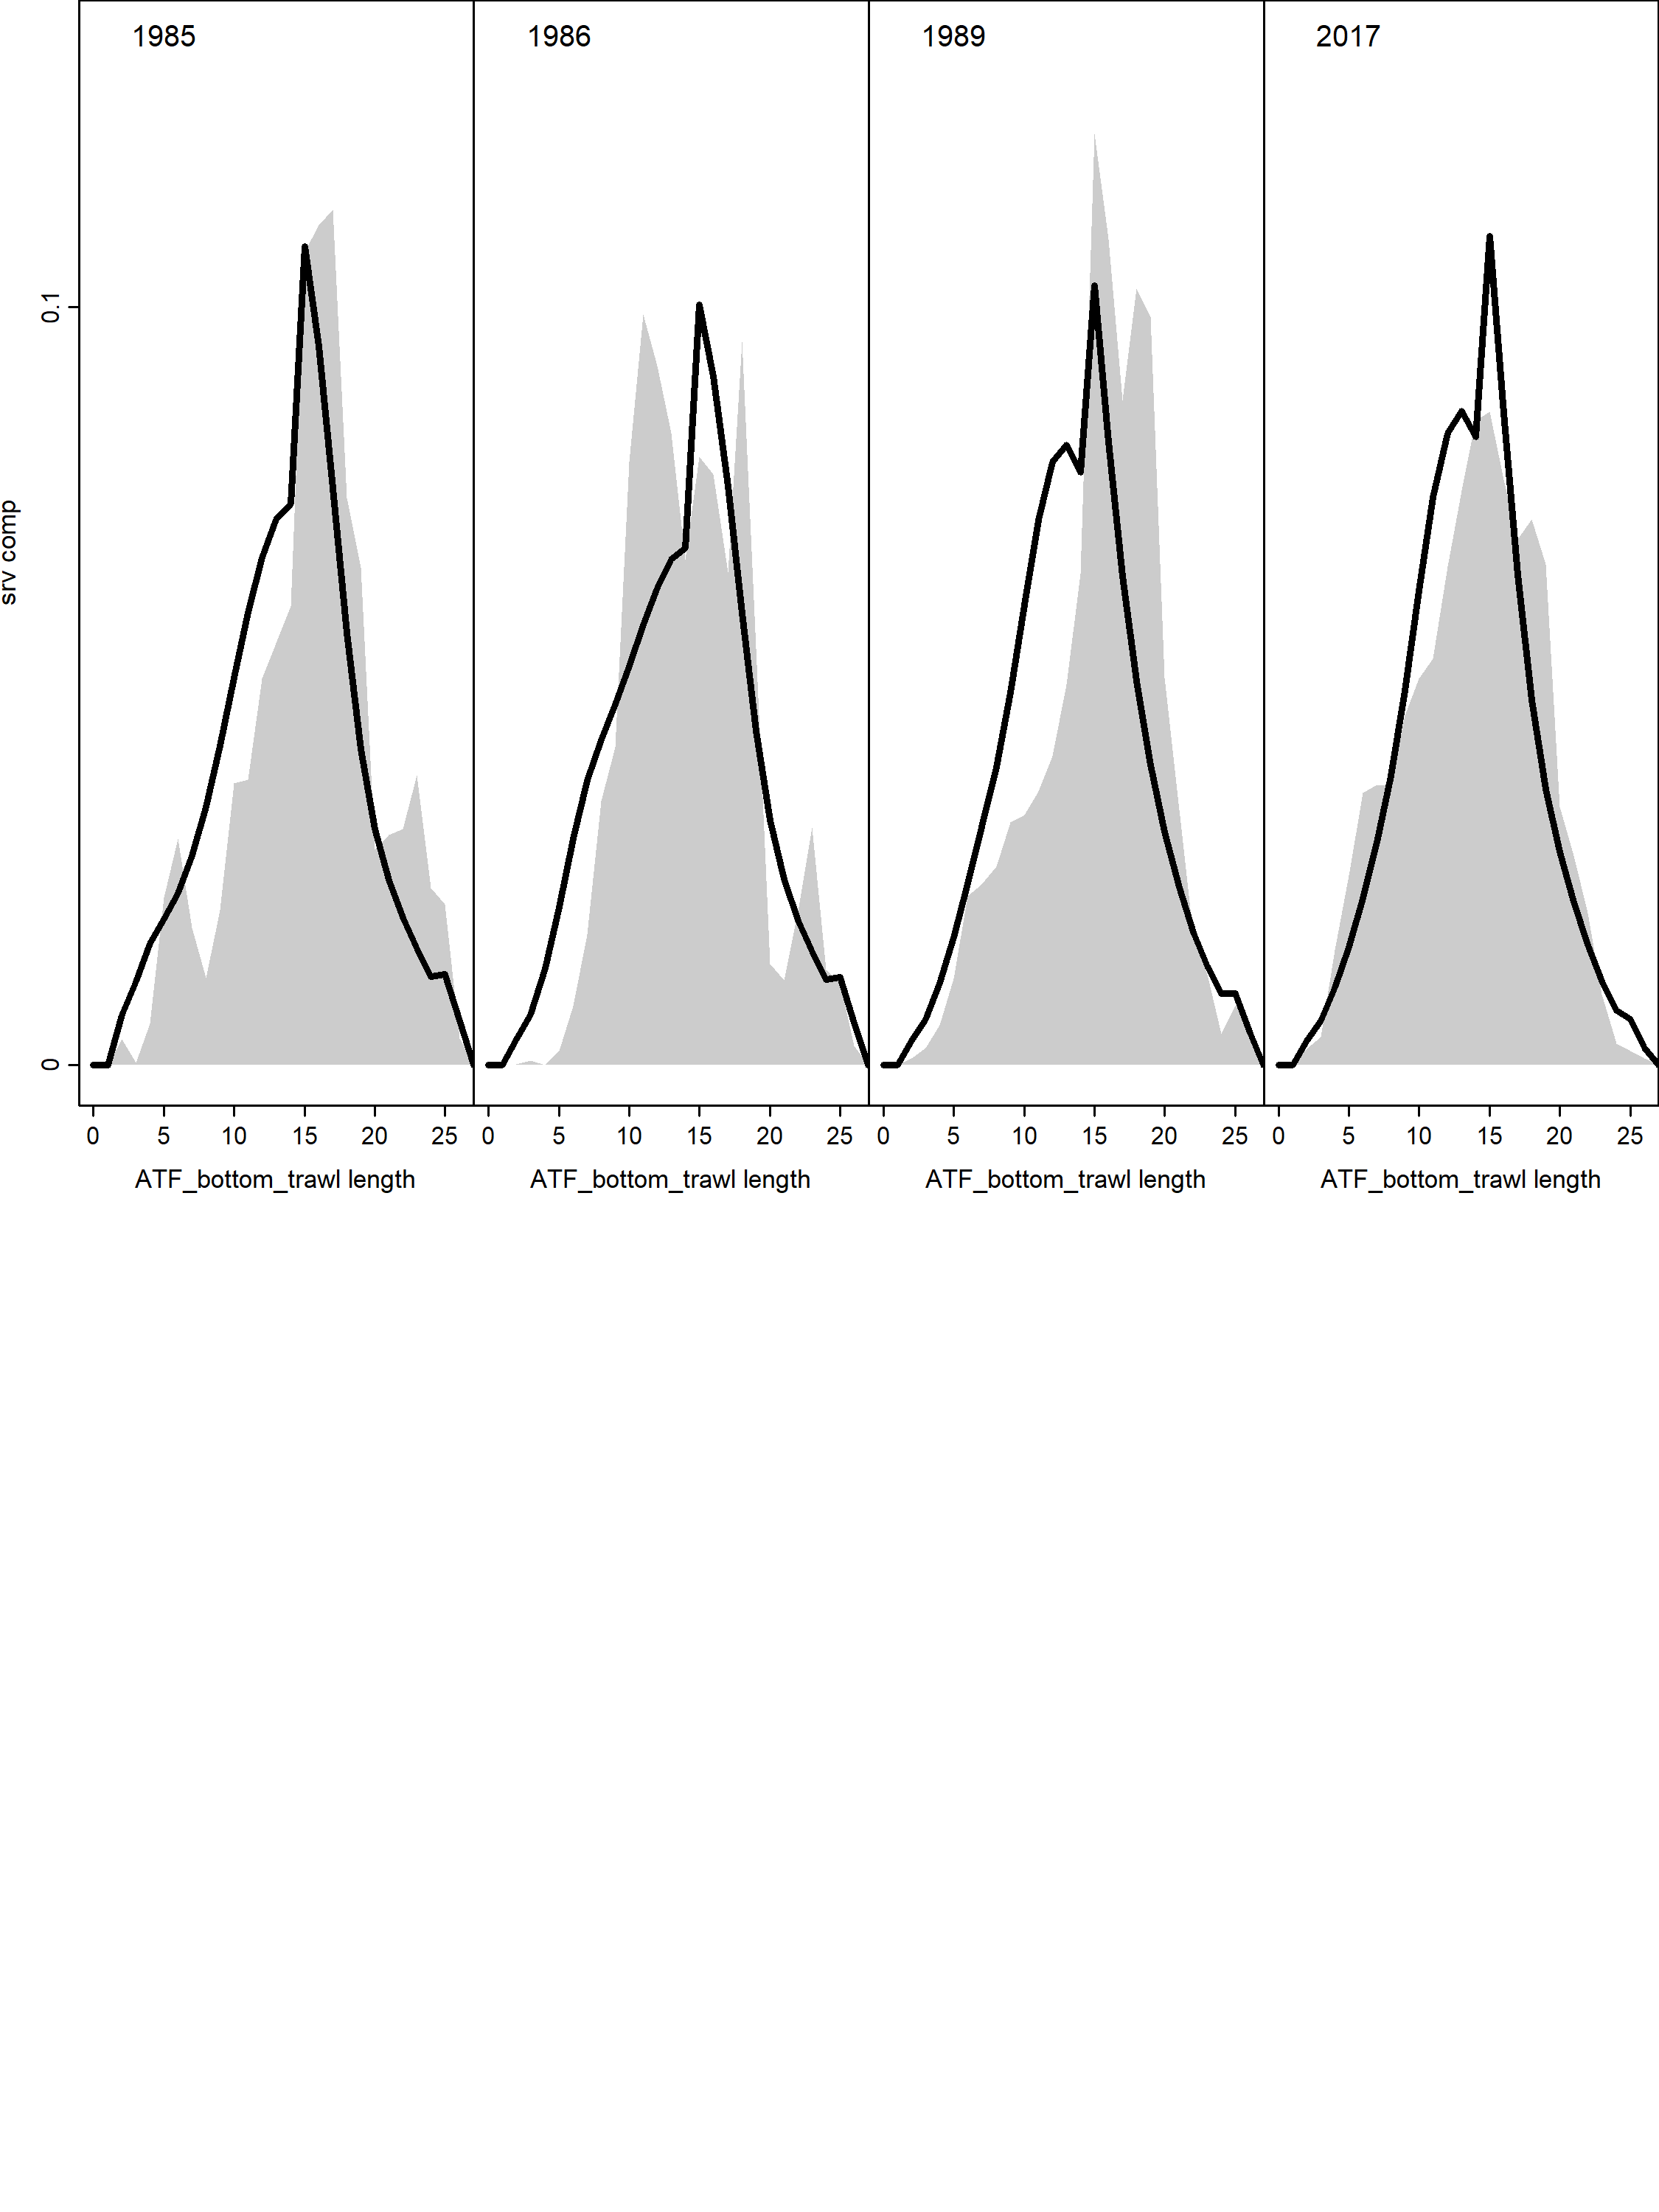 1985 1986 1989 2017
srv comp
0.1
0
0 5 10 15 20 25 0 5 10 15 20 25 0 5 10 15 20 25 0 5 10 15 20 25
ATF_bottom_trawl length ATF_bottom_trawl length ATF_bottom_trawl length ATF_bottom_trawl length